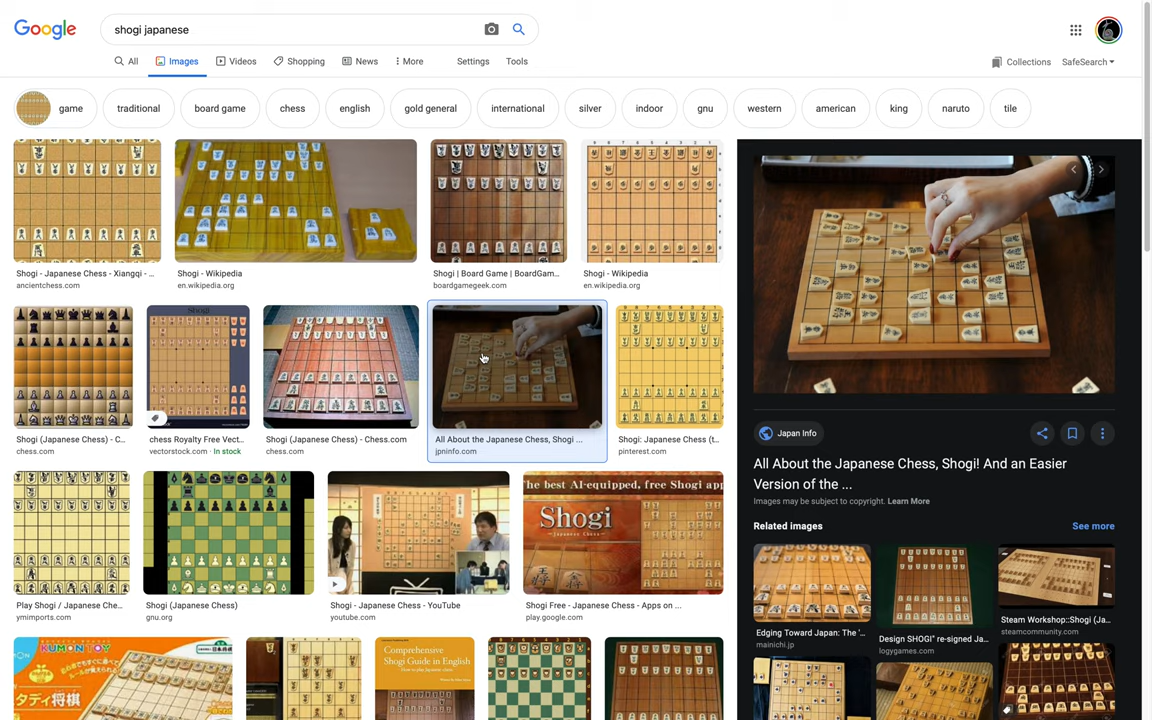 Google
shogi japanese
All
Images
Videos
Shopping
News
More
Settings
Tools
Collections
SafeSearch
game
traditional
board game
chess
english
gold general
international
silver
indoor
gnu
western
american
king
naruto
tile
Shogi - Japanese Chess - Xiangqi - ...
ancientchess.com
Shogi - Wikipedia
en.wikipedia.org
Shogi | Board Game | BoardGam...
boardgamegeek.com
Shogi - Wikipedia
en.wikipedia.org
Shogi
Shogi (Japanese Chess) - C...
chess.com
chess Royalty Free Vect...
vectorstock.com · In stock
Shogi (Japanese Chess) - Chess.com
chess.com
All About the Japanese Chess, Shogi ...
jpninfo.com
Shogi: Japanese Chess (t...
pinterest.com
The best AI-equipped, free Shogi app
Shogi
Japanese Chess
Play Shogi / Japanese Che...
ymimports.com
Shogi (Japanese Chess)
gnu.org
Shogi - Japanese Chess - YouTube
youtube.com
Shogi Free - Japanese Chess - Apps on ...
play.google.com
KUMON TOY
タディ将棋
Comprehensive
Shogi Guide in English
Japan Info
All About the Japanese Chess, Shogi! And an Easier
Version of the ...
Images may be subject to copyright. Learn More
Related images
See more
Edging Toward Japan: The '...
mainichi.jp
Design SHOGI" re-signed Ja...
logygames.com
Steam Workshop::Shogi (Ja...
steamcommunity.com